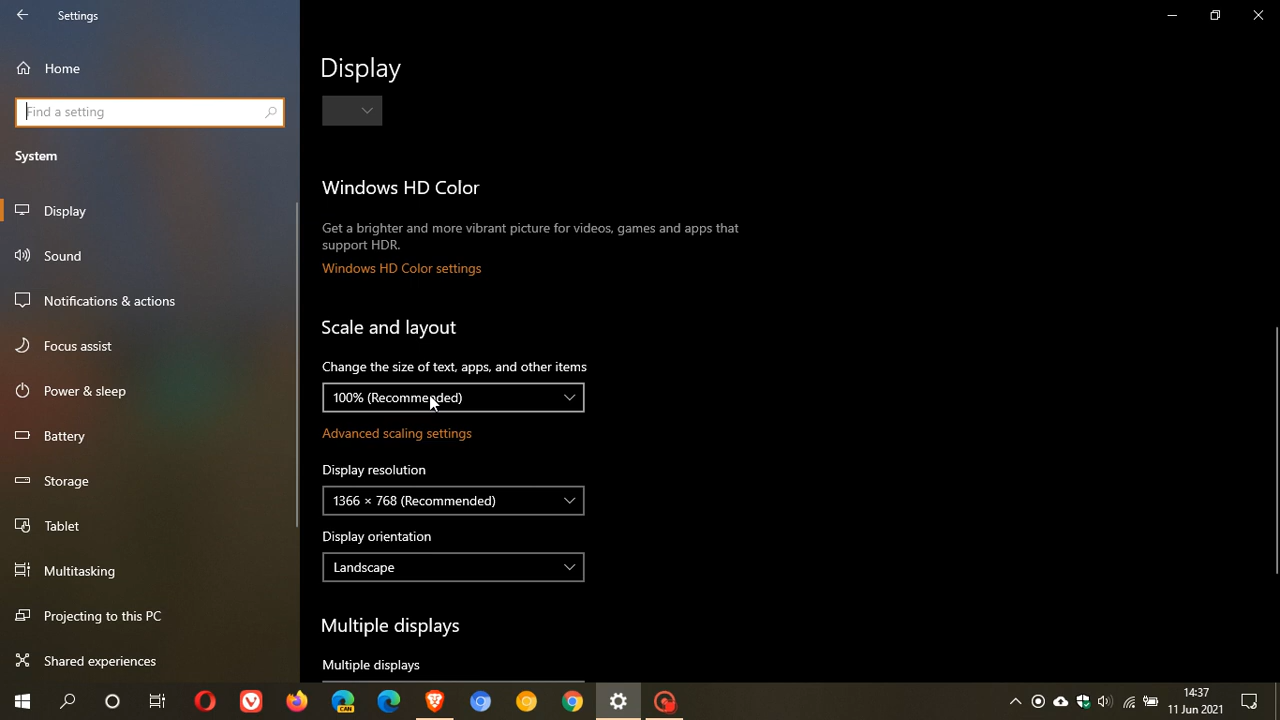 Settings
Home
Find a setting
System
Display
Sound
Notifications & actions
Focus assist
Power & sleep
Battery
Storage
Tablet
Multitasking
Projecting to this PC
Shared experiences
Display
Windows HD Color
Get a brighter and more vibrant picture for videos, games and apps that
support HDR.
Windows HD Color settings
Scale and layout
Change the size of text, apps, and other items
100% (Recommended)
Advanced scaling settings
Display resolution
1366 × 768 (Recommended)
Display orientation
Landscape
Multiple displays
Multiple displays
CAN
14:37
11 Jun 2021